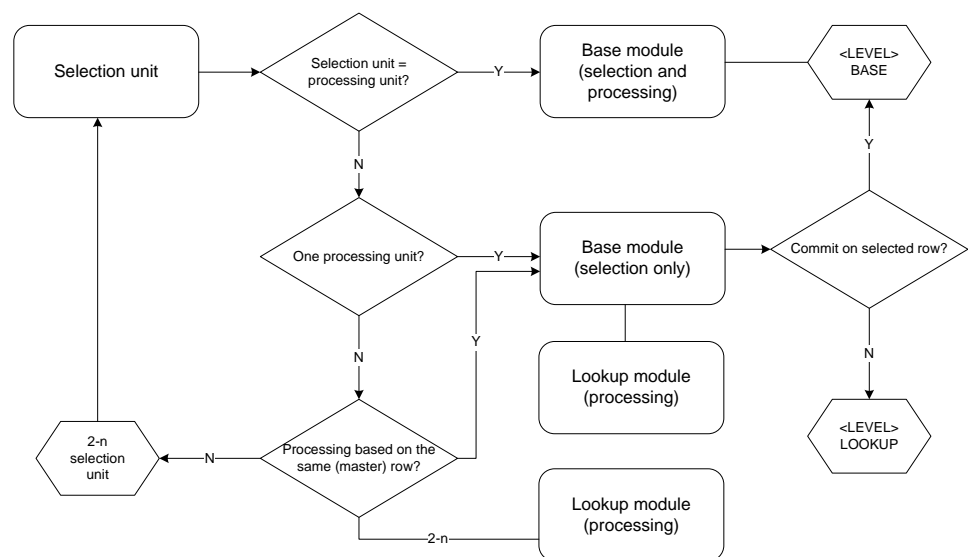 Selection unit
Selection unit =
processing unit?
Y
Base module
(selection and
processing)
<LEVEL>
BASE
N
Y
One processing unit?
Y
Base module
(selection only)
Commit on selected row?
N
Y
N
Lookup module
(processing)
<LEVEL>
LOOKUP
2-n
selection
unit
N
Processing based on the
same (master) row?
Lookup module
(processing)
2-n